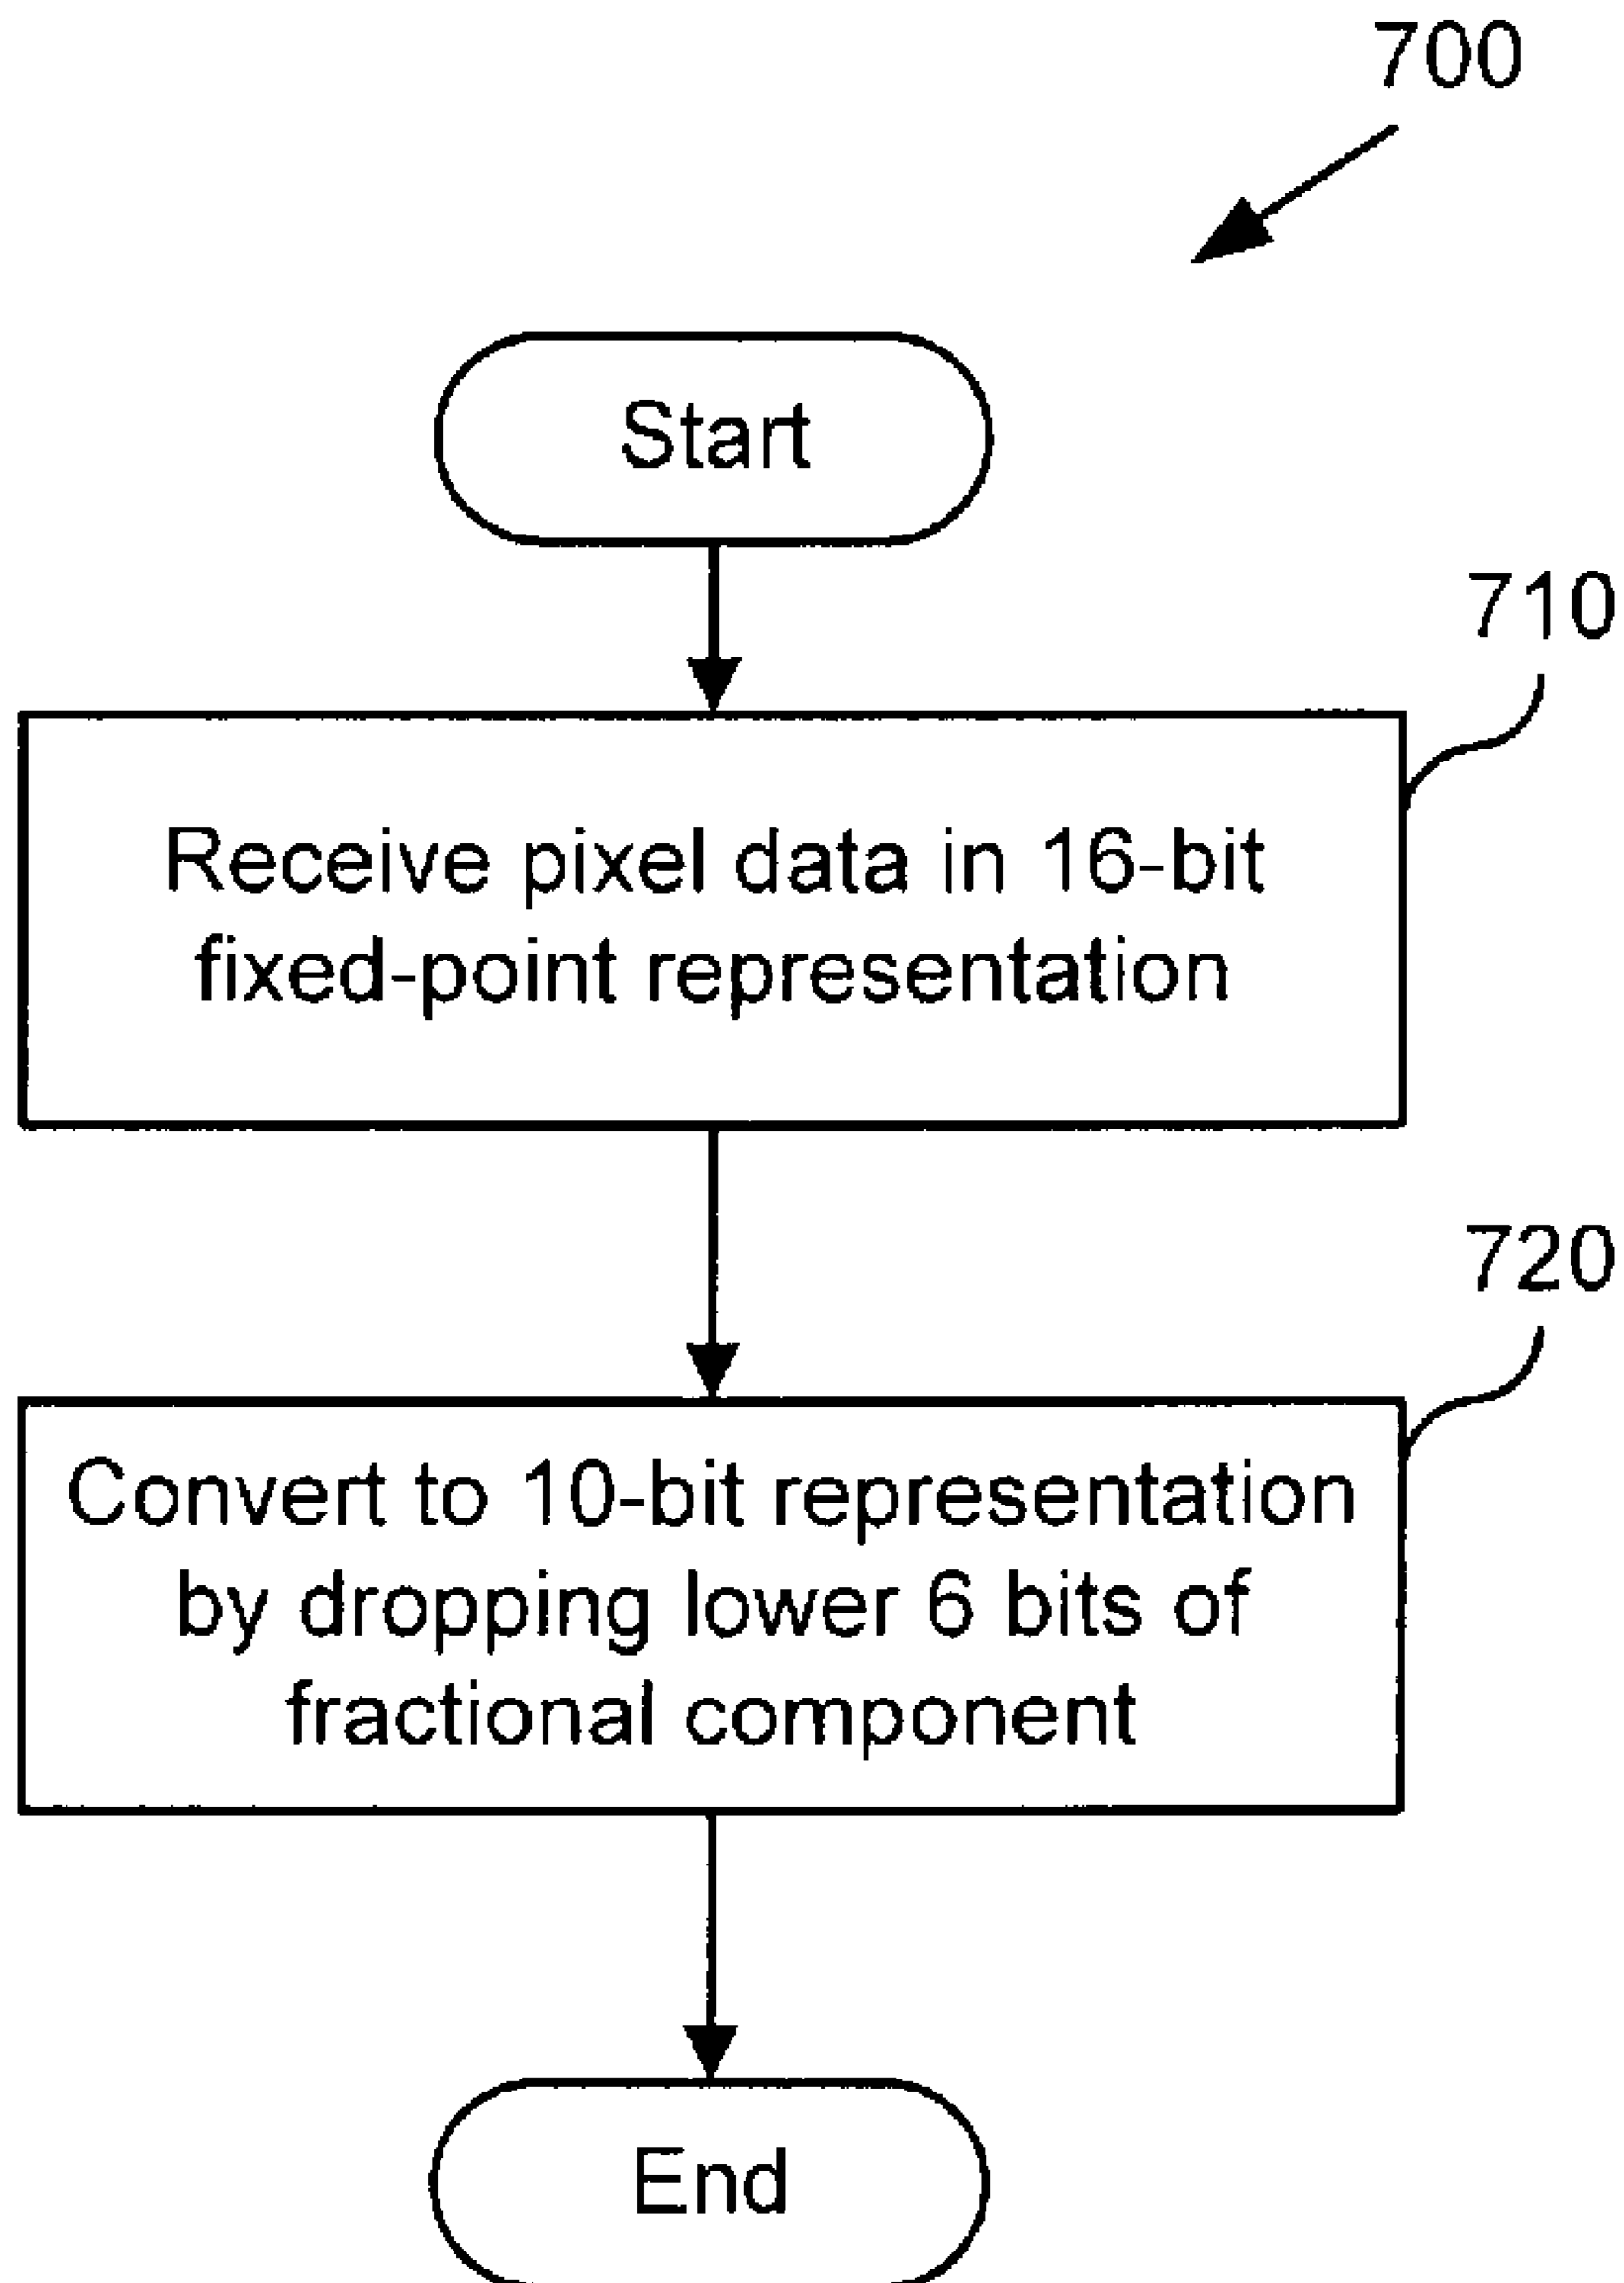 700
Start
710
Receive pixel data in 16-bit
fixed-point representation
720
Convert to 10-bit representation
by dropping lower 6 bits of
fractional component
End